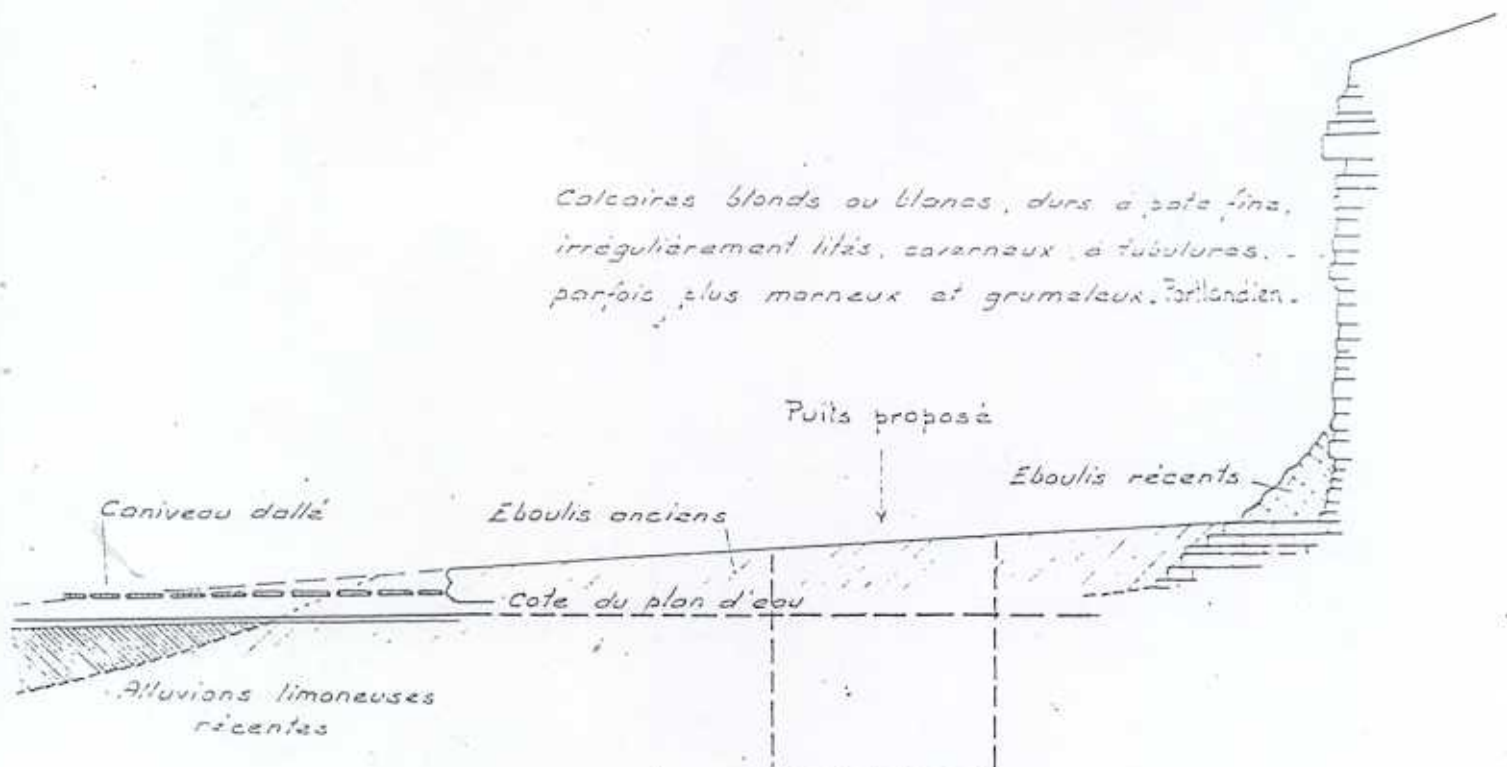 Calcaires blonds ou blancs, durs à pate fine,
irrégulièrement lités, caverneux à tubulures.
parfois plus marneux et grumeleux. Portlandien.
Puits proposé
Eboulis récents
Caniveau dallé
Eboulis anciens
Cote du plan d'eau
Alluvions limoneuses
récentes